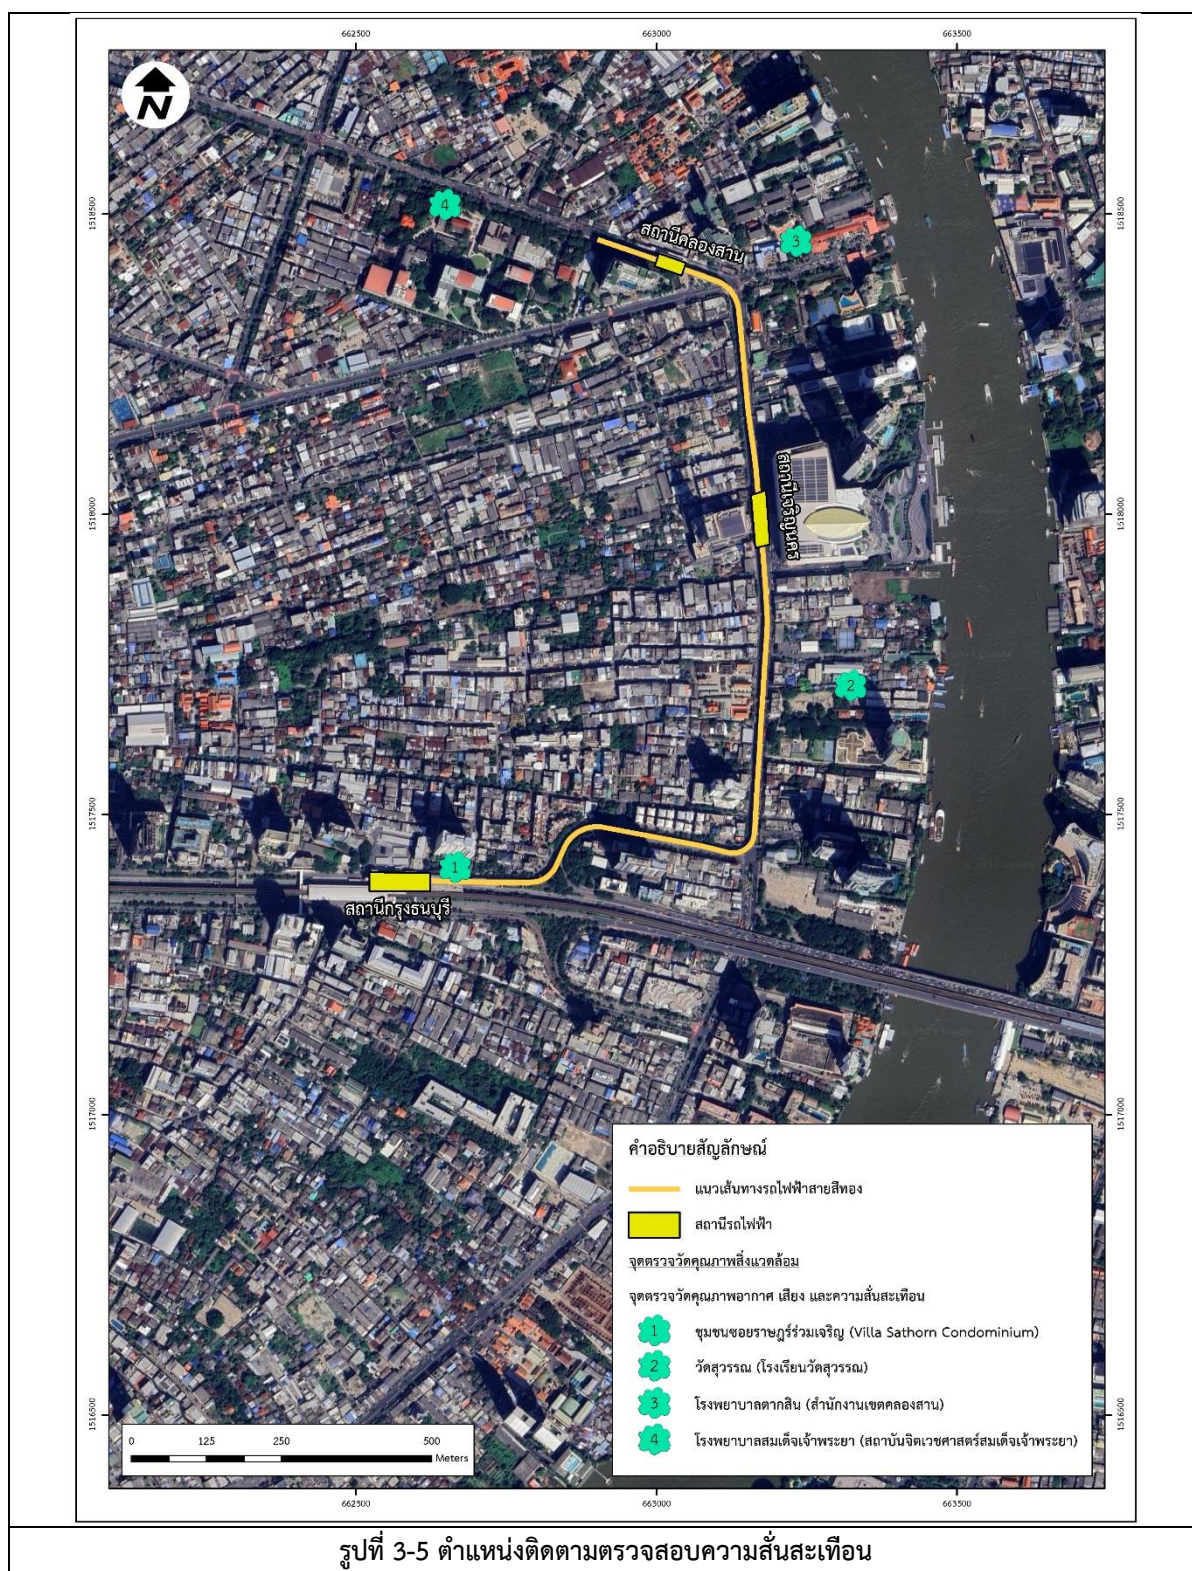 662500 663000 663500
N
1518500 1518500
4
3
สถานีคลองสาน
1518000 1518000
สถานีเจริญนคร
2
1517500 1517500
1
สถานีกรุงธนบุรี
1517000 1517000
คำอธิบายสัญลักษณ์
แนวเส้นทางรถไฟฟ้าสายสีทอง
สถานีรถไฟฟ้า
จุดตรวจวัดคุณภาพสิ่งแวดล้อม
จุดตรวจวัดคุณภาพอากาศ เสียง และความสั่นสะเทือน
1 ชุมชนซอยราษฎร์ร่วมเจริญ (Villa Sathorn Condominium)
2 วัดสุวรรณ (โรงเรียนวัดสุวรรณ)
3 โรงพยาบาลตากสิน (สำนักงานเขตคลองสาน)
4 โรงพยาบาลสมเด็จเจ้าพระยา (สถาบันจิตเวชศาสตร์สมเด็จเจ้าพระยา)
1516500 1516500
0 125 250 500
Meters
662500 663000 663500
รูปที่ 3-5 ตำแหน่งติดตามตรวจสอบความสั่นสะเทือน